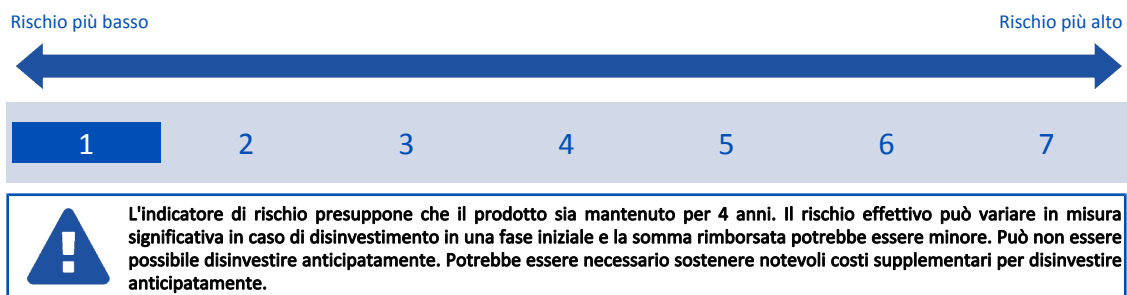 Rischio più basso Rischio più alto
1 2 3 4 5 6 7
L'indicatore di rischio presuppone che il prodotto sia mantenuto per 4 anni. Il rischio effettivo può variare in misura
significativa in caso di disinvestimento in una fase iniziale e la somma rimborsata potrebbe essere minore. Può non essere
possibile disinvestire anticipatamente. Potrebbe essere necessario sostenere notevoli costi supplementari per disinvestire
anticipatamente.